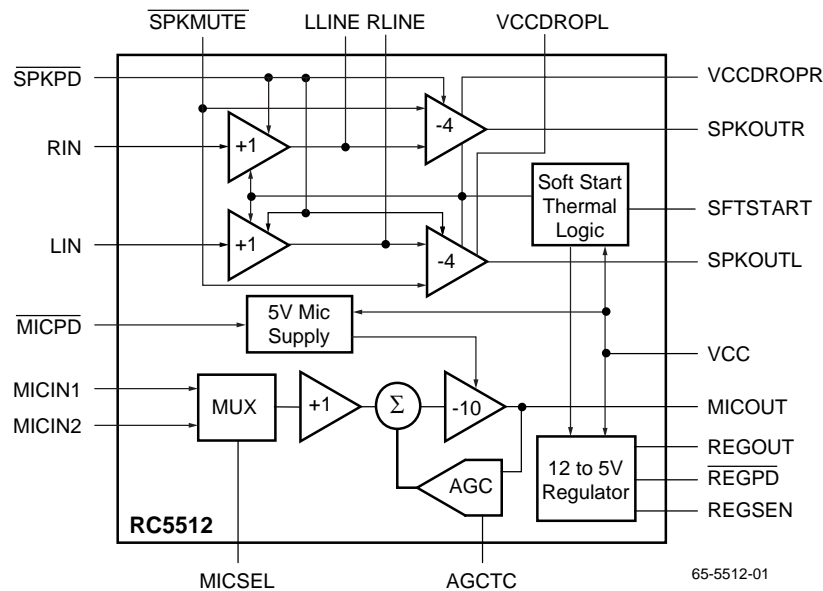 SPKMUTE
LLINE RLINE
VCCDROPL
SPKPD
VCCDROPR
-4
SPKOUTR
RIN
+1
Soft Start
Thermal
Logic
SFTSTART
LIN
+1
-4
SPKOUTL
MICPD
5V Mic
Supply
VCC
MICIN1
MICIN2
MUX
+1
Σ
-10
MICOUT
AGC
12 to 5V
Regulator
REGOUT
REGPD
REGSEN
RC5512
MICSEL
AGCTC
65-5512-01